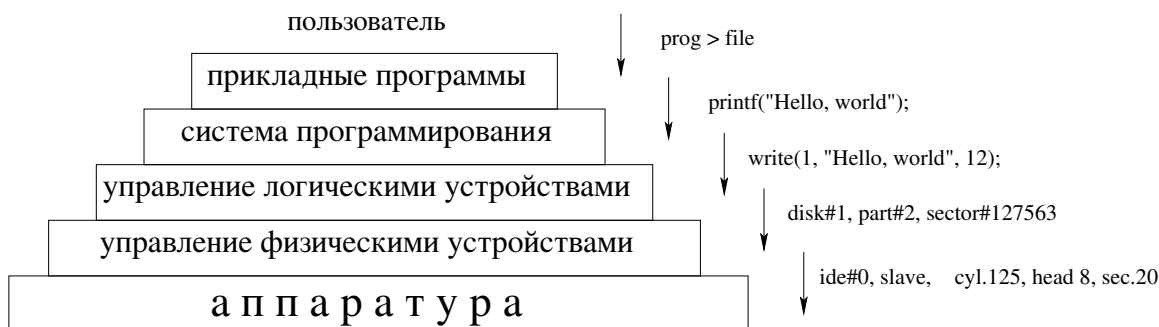 пользователь
prog > file
прикладные программы
printf("Hello, world");
система программирования
write(1, "Hello, world", 12);
управление логическими устройствами
disk#1, part#2, sector#127563
управление физическими устройствами
ide#0, slave, cyl.125, head 8, sec.20
а п п а р а т у р а